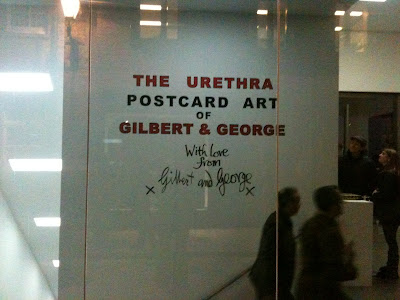 THE URETHRA
POSTCARD ART
OF
GILBERT & GEORGE
With Love
from
Gilbert and George
x x